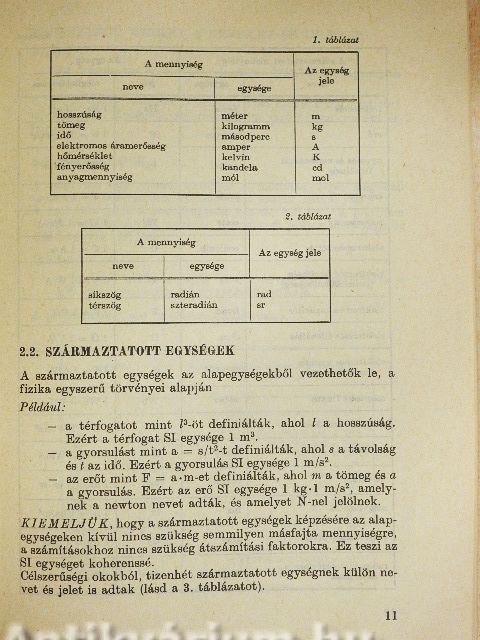 1. táblázat
A mennyiség
Az egység jele
neve
egysége
hosszúság méter m
tömeg kilogramm kg
idő másodperc s
elektromos áramerősség amper A
hőmérséklet kelvin K
fényerősség kandela cd
anyagmennyiség mól mol
2. táblázat
A mennyiség
Az egység jele
neve
egysége
síkszög radián rad
térszög szteradián sr
2.2. SZÁRMAZTATOTT EGYSÉGEK
A származtatott egységek az alapegységekből vezethetők le, a
fizika egyszerű törvényei alapján
Például:
— a térfogatot mint l³-öt definiálták, ahol l a hosszúság.
Ezért a térfogat SI egysége 1 m³.
— a gyorsulást mint a = s/t²-t definiálták, ahol s a távolság
és t az idő. Ezért a gyorsulás SI egysége 1 m/s².
— az erőt mint F = a·m-et definiálták, ahol m a tömeg és a
a gyorsulás. Ezért az erő SI egysége 1 kg·1 m/s², amely-
nek a newton nevet adták, és amelyet N-nel jelölnek.
KIEMELJÜK, hogy a származtatott egységek képzésére az alap-
egységeken kívül nincs szükség semmilyen másfajta mennyiségre,
a számításokhoz nincs szükség átszámítási faktorokra. Ez teszi az
SI egységet koherenssé.
Célszerűségi okokból, tizenhét származtatott egységnek külön ne-
vet és jelet is adtak (lásd a 3. táblázatot).
11
Antikvárium.hu